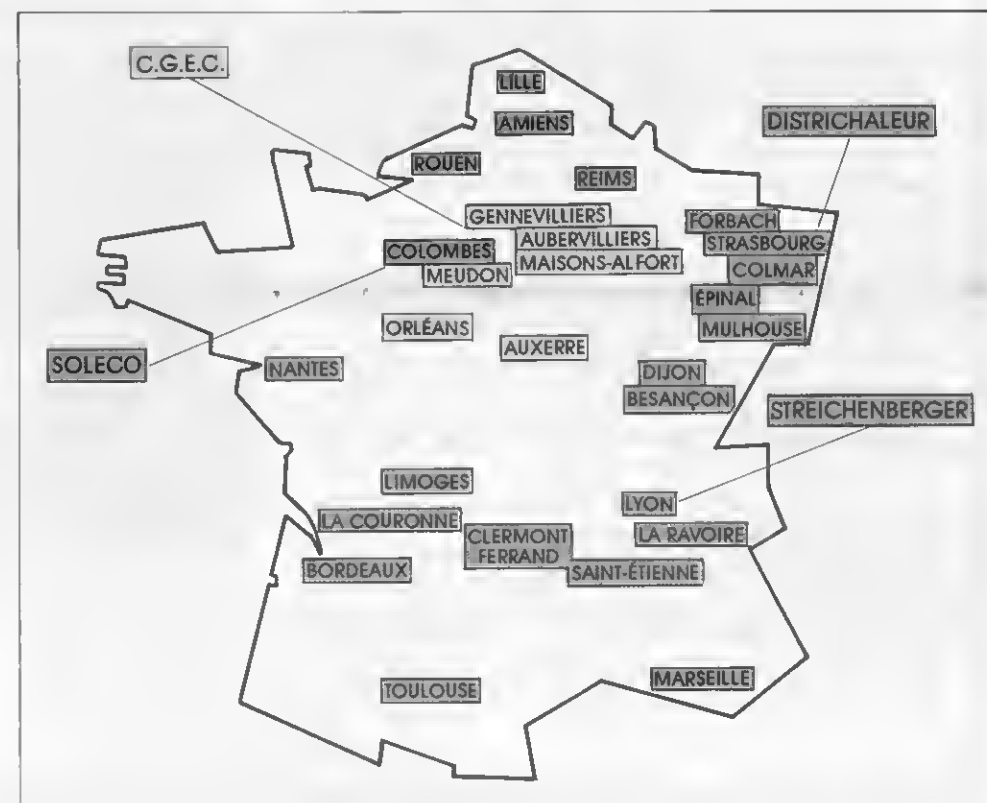 C.G.E.C.
LILLE
AMIENS
DISTRICHALEUR
ROUEN
REIMS
GENNEVILLIERS
FORBACH
AUBERVILLIERS
STRASBOURG
COLOMBES
MAISONS-ALFORT
COLMAR
MEUDON
ÉPINAL
ORLÉANS
MULHOUSE
AUXERRE
SOLECO
NANTES
DIJON
BESANÇON
STREICHENBERGER
LIMOGES
LYON
LA COURONNE
LA RAVOIRE
CLERMONT
FERRAND
BORDEAUX
SAINT-ÉTIENNE
MARSEILLE
TOULOUSE